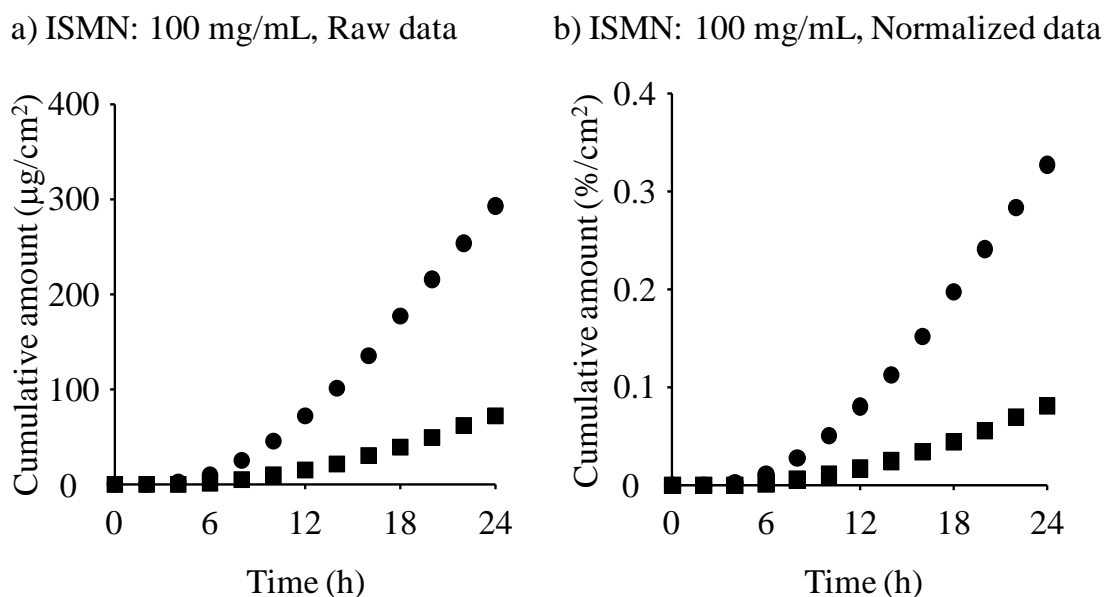 a) ISMN: 100 mg/mL, Raw data
Cumulative amount (µg/cm²)
400
300
200
100
0
0 6 12 18 24
Time (h)
b) ISMN: 100 mg/mL, Normalized data
Cumulative amount (%/cm²)
0.4
0.3
0.2
0.1
0
0 6 12 18 24
Time (h)